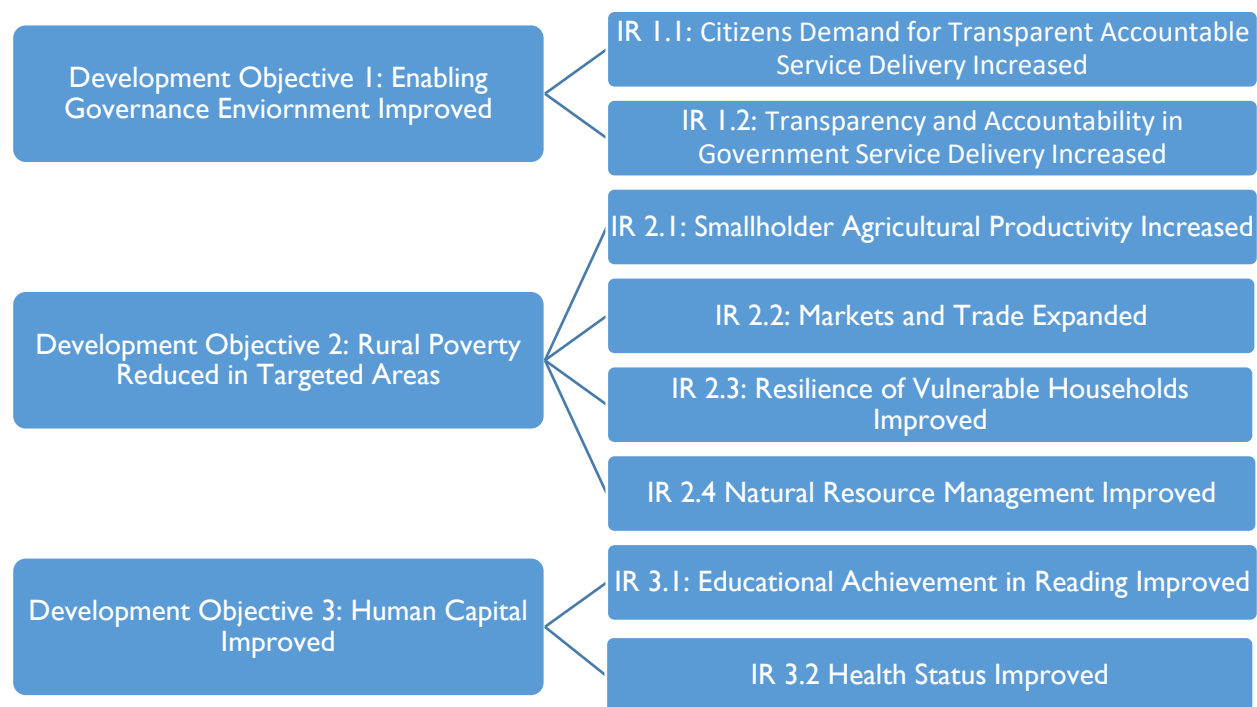 Development Objective 1: Enabling
Governance Enviornment Improved
IR 1.1: Citizens Demand for Transparent Accountable
Service Delivery Increased
IR 1.2: Transparency and Accountability in
Government Service Delivery Increased
Development Objective 2: Rural Poverty
Reduced in Targeted Areas
IR 2.1: Smallholder Agricultural Productivity Increased
IR 2.2: Markets and Trade Expanded
IR 2.3: Resilience of Vulnerable Households
Improved
IR 2.4 Natural Resource Management Improved
Development Objective 3: Human Capital
Improved
IR 3.1: Educational Achievement in Reading Improved
IR 3.2 Health Status Improved